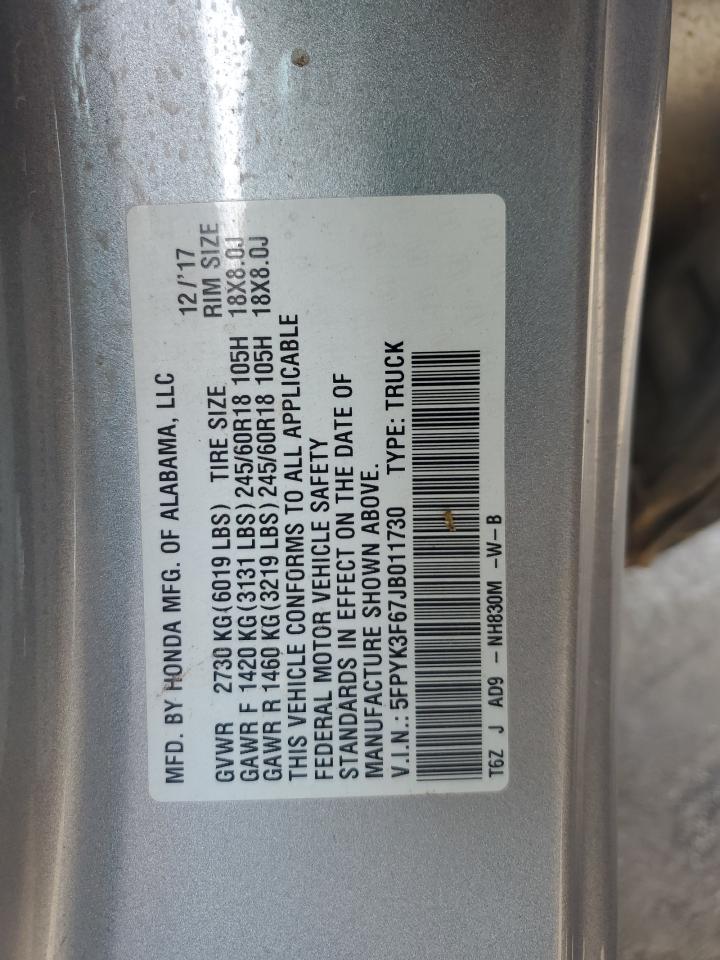 MFD. BY HONDA MFG. OF ALABAMA, LLC 12/'17
GVWR 2730 KG(6019 LBS) TIRE SIZE RIM SIZE
GAWR F 1420 KG(3131 LBS) 245/60R18 105H 18X8.0J
GAWR R 1460 KG(3219 LBS) 245/60R18 105H 18X8.0J
THIS VEHICLE CONFORMS TO ALL APPLICABLE
FEDERAL MOTOR VEHICLE SAFETY
STANDARDS IN EFFECT ON THE DATE OF
MANUFACTURE SHOWN ABOVE.
V.I.N.: 5FPYK3F67JB011730 TYPE: TRUCK
T6Z J AD9 - NH830M -W-B